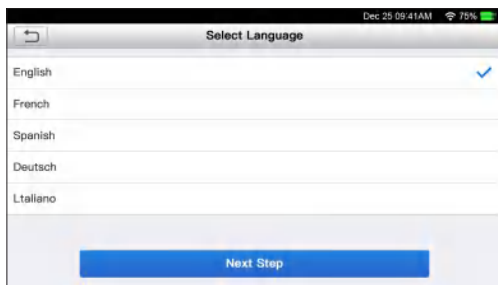 Dec 25 09:41AM 75%
Select Language
English
French
Spanish
Deutsch
Ltaliano
Next Step